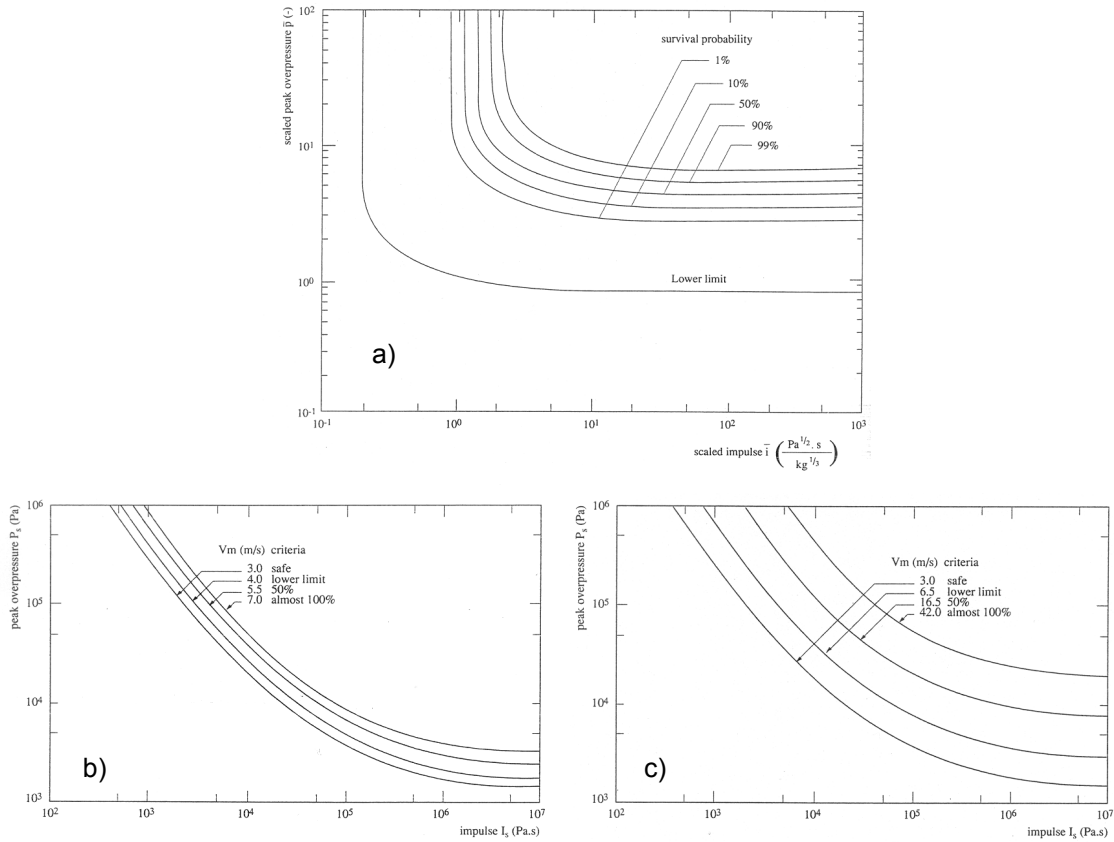 scaled peak overpressure p̄ (-)
10²
10¹
10⁰
10⁻¹
survival probability
1%
10%
50%
90%
99%
Lower limit
a)
10⁻¹ 10⁰ 10¹ 10² 10³
scaled impulse ī (Pa^1/2 . s / kg^1/3)
peak overpressure Pₛ (Pa)
10⁶
10⁵
10⁴
10³
Vm (m/s) criteria
3.0 safe
4.0 lower limit
5.5 50%
7.0 almost 100%
b)
10² 10³ 10⁴ 10⁵ 10⁶ 10⁷
impulse Iₛ (Pa.s)
peak overpressure Pₛ (Pa)
10⁶
10⁵
10⁴
10³
Vm (m/s) criteria
3.0 safe
6.5 lower limit
16.5 50%
42.0 almost 100%
c)
10² 10³ 10⁴ 10⁵ 10⁶ 10⁷
impulse Iₛ (Pa.s)